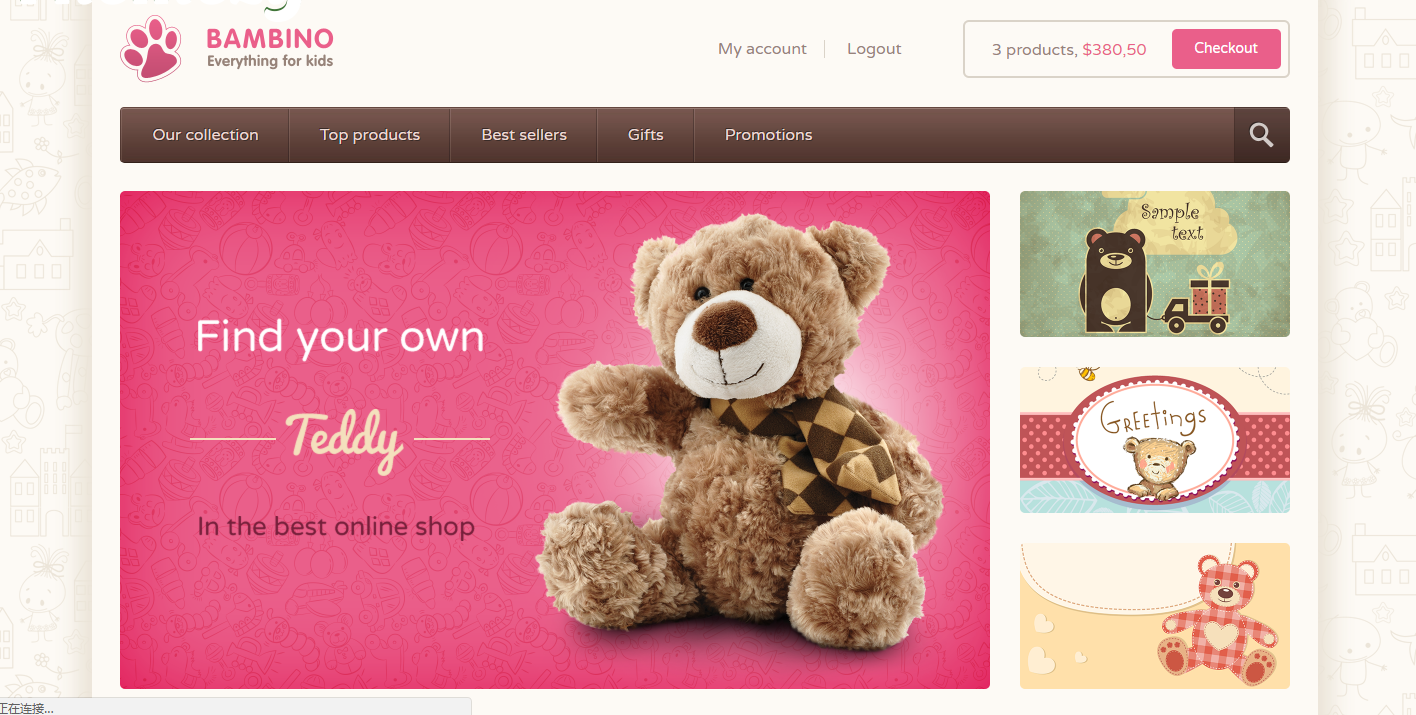 BAMBINO
Everything for kids
My account
Logout
3 products, $380,50
Checkout
Our collection
Top products
Best sellers
Gifts
Promotions
Sample
text
Find your own
Teddy
In the best online shop
GREETINGS
正在连接...